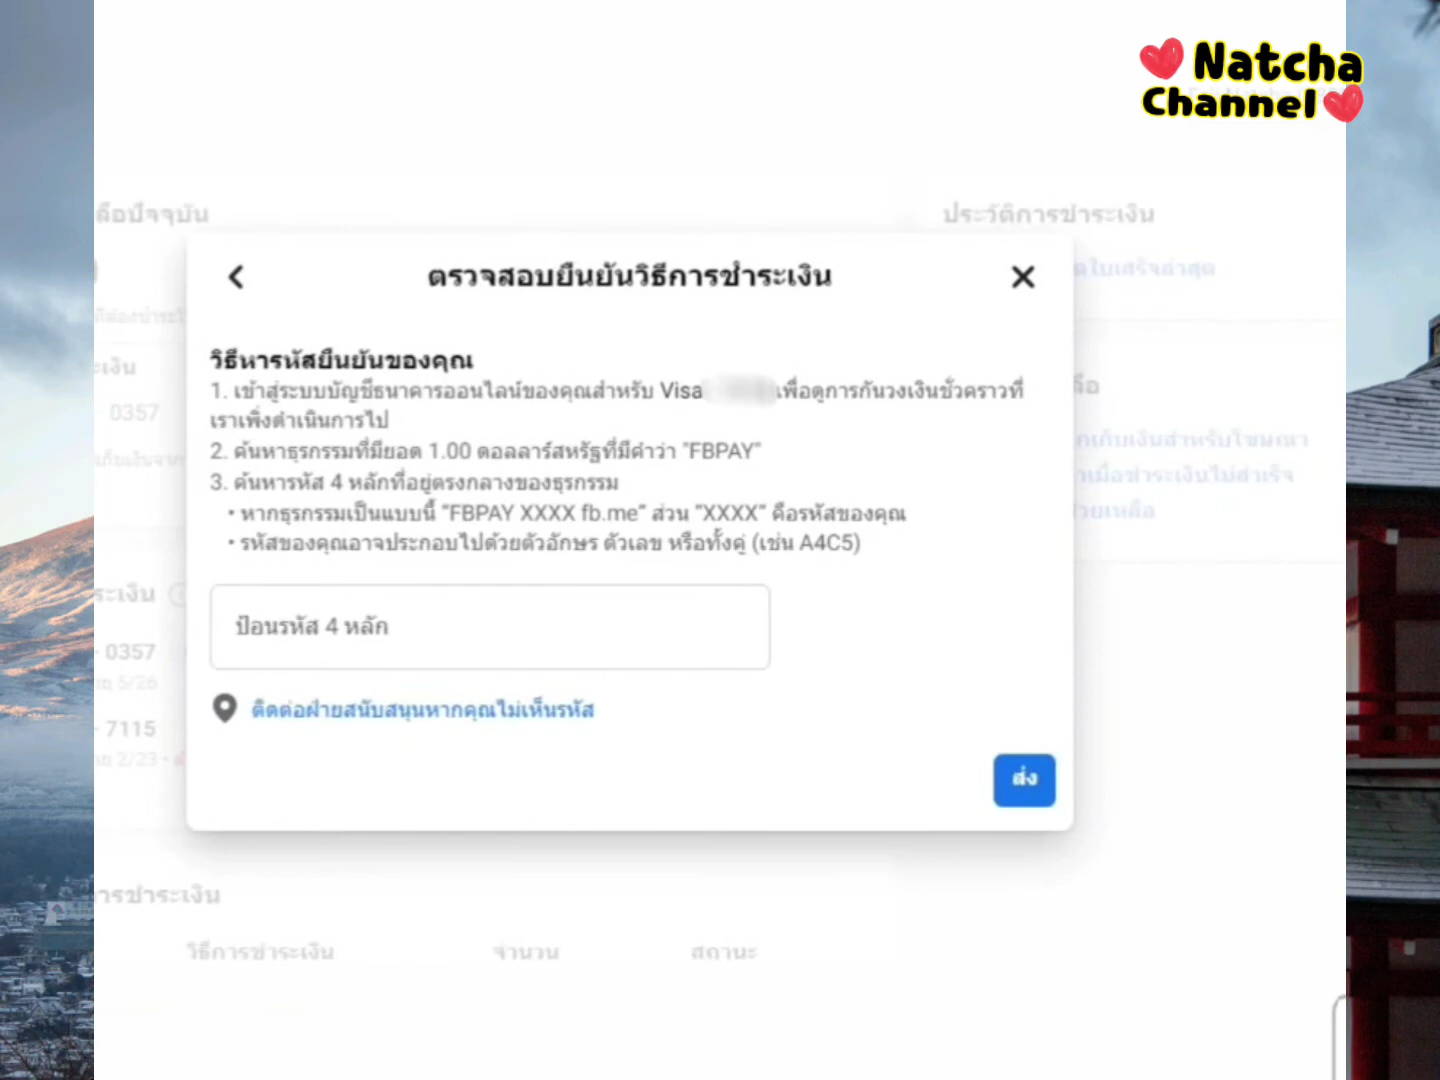 Natcha
Channel
ประวัติการชำระเงิน
ตรวจสอบยืนยันวิธีการชำระเงิน
วิธีหารหัสยืนยันของคุณ
1. เข้าสู่ระบบบัญชีธนาคารออนไลน์ของคุณสำหรับ Visa เพื่อดูการกันวงเงินชั่วคราวที่
เราเพิ่งดำเนินการไป
2. ค้นหาธุรกรรมที่มียอด 1.00 ดอลลาร์สหรัฐที่มีคำว่า "FBPAY"
3. ค้นหารหัส 4 หลักที่อยู่ตรงกลางของธุรกรรม
• หากธุรกรรมเป็นแบบนี้ "FBPAY XXXX fb.me" ส่วน "XXXX" คือรหัสของคุณ
• รหัสของคุณอาจประกอบไปด้วยตัวอักษร ตัวเลข หรือทั้งคู่ (เช่น A4C5)
ป้อนรหัส 4 หลัก
ติดต่อฝ่ายสนับสนุนหากคุณไม่เห็นรหัส
ส่ง
0357
0357
7115
วิธีการชำระเงิน จำนวน สถานะ